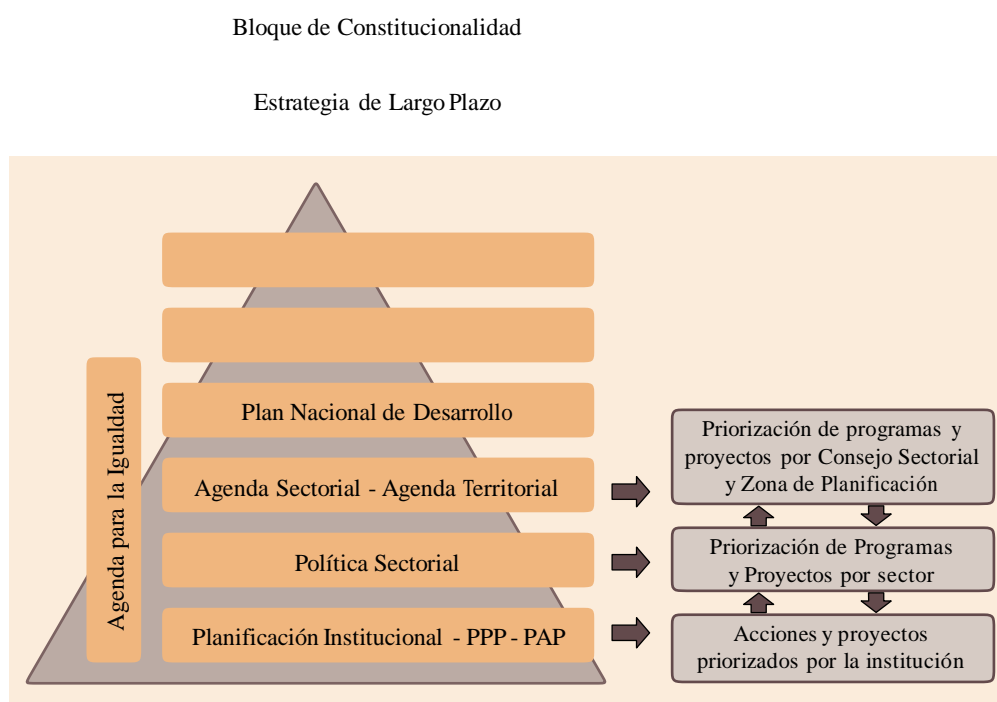 Bloque de Constitucionalidad
Estrategia de Largo Plazo
Agenda para la Igualdad
Plan Nacional de Desarrollo
Agenda Sectorial - Agenda Territorial
Política Sectorial
Planificación Institucional - PPP - PAP
Priorización de programas y
proyectos por Consejo Sectorial
y Zona de Planificación
Priorización de Programas
y Proyectos por sector
Acciones y proyectos
priorizados por la institución